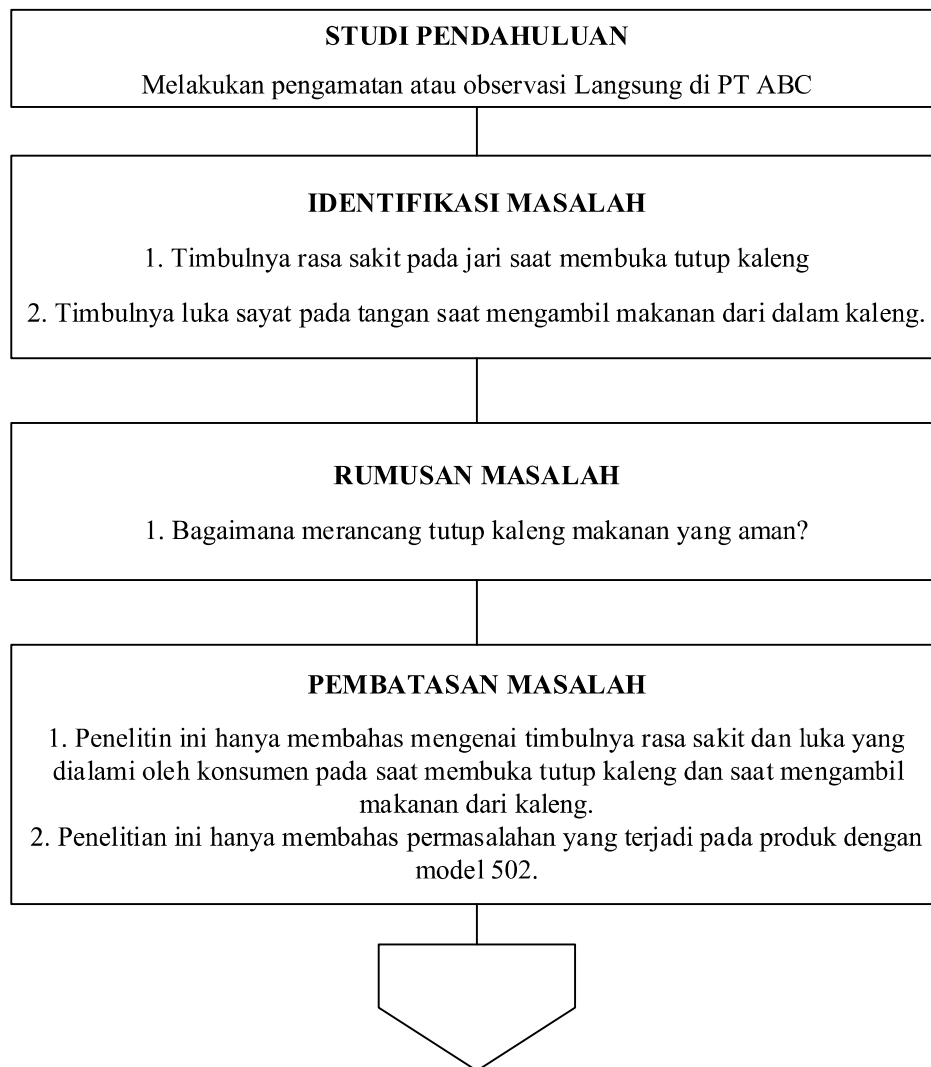 STUDI PENDAHULUAN
Melakukan pengamatan atau observasi Langsung di PT ABC
IDENTIFIKASI MASALAH
1. Timbulnya rasa sakit pada jari saat membuka tutup kaleng
2. Timbulnya luka sayat pada tangan saat mengambil makanan dari dalam kaleng.
RUMUSAN MASALAH
1. Bagaimana merancang tutup kaleng makanan yang aman?
PEMBATASAN MASALAH
1. Penelitin ini hanya membahas mengenai timbulnya rasa sakit dan luka yang
dialami oleh konsumen pada saat membuka tutup kaleng dan saat mengambil
makanan dari kaleng.
2. Penelitian ini hanya membahas permasalahan yang terjadi pada produk dengan
model 502.